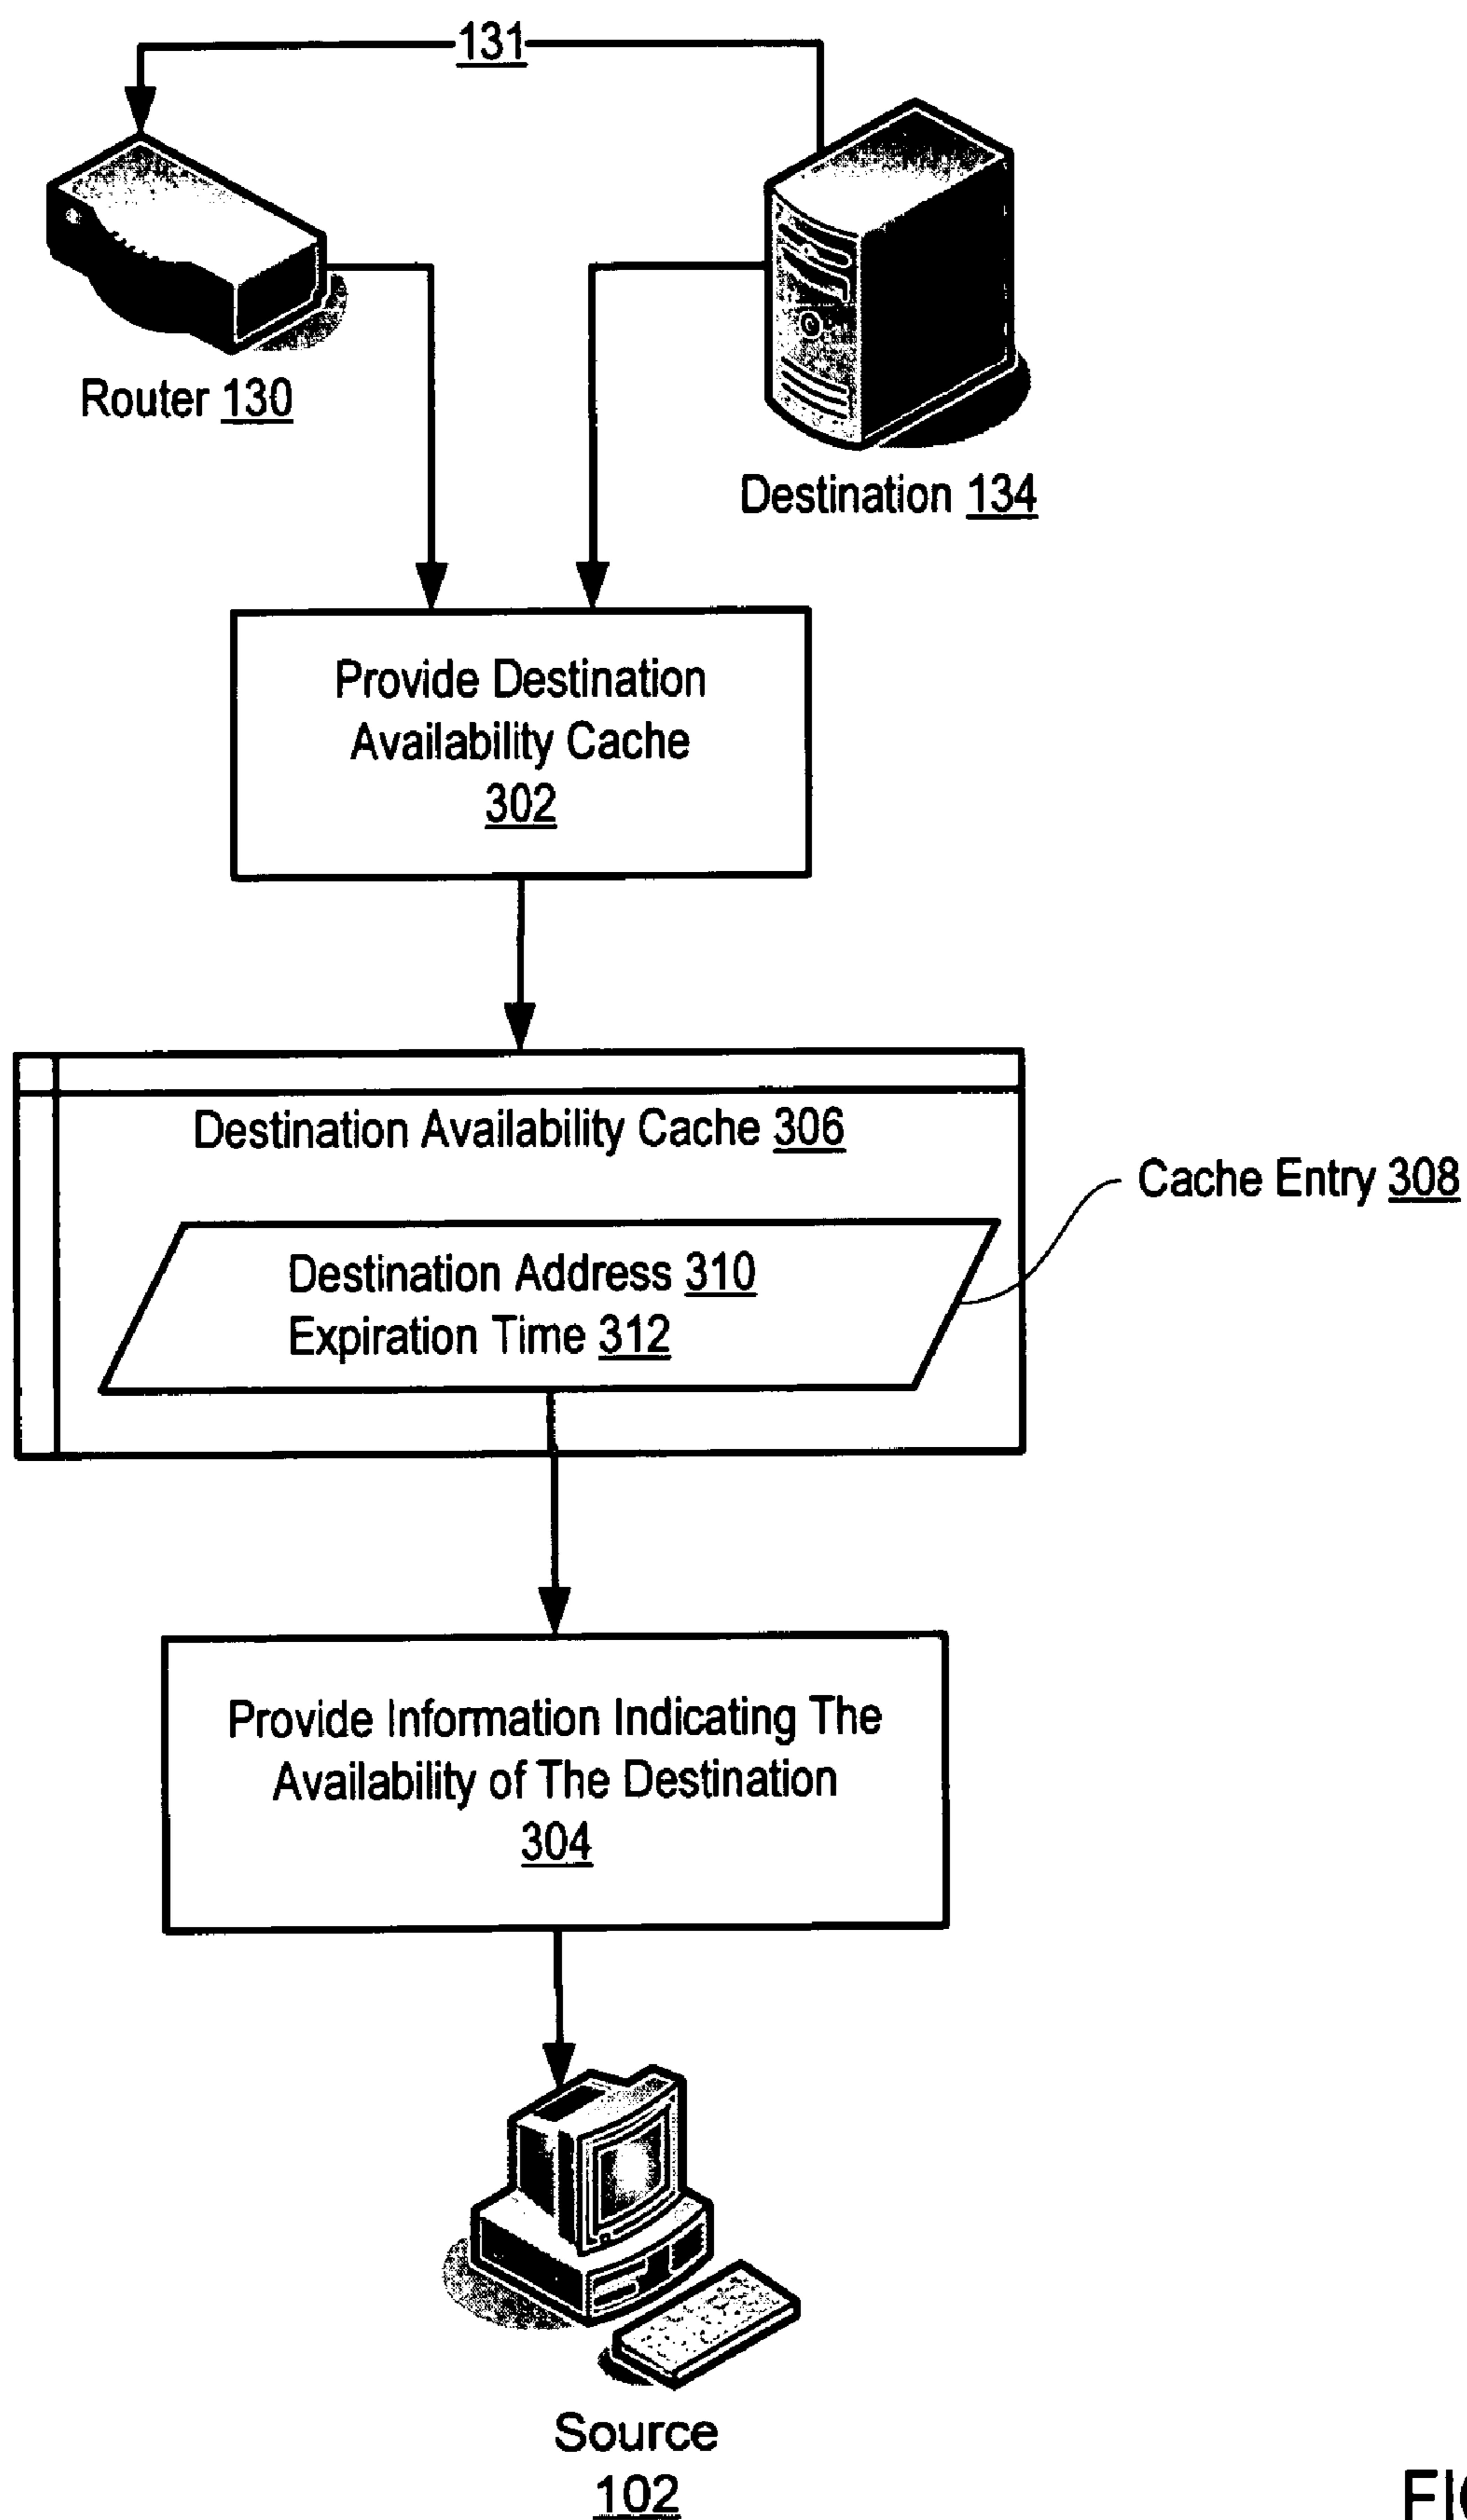 131
Router 130
Destination 134
Provide Destination
Availability Cache
302
Destination Availability Cache 306
Cache Entry 308
Destination Address 310
Expiration Time 312
Provide Information Indicating The
Availability of The Destination
304
Source
102